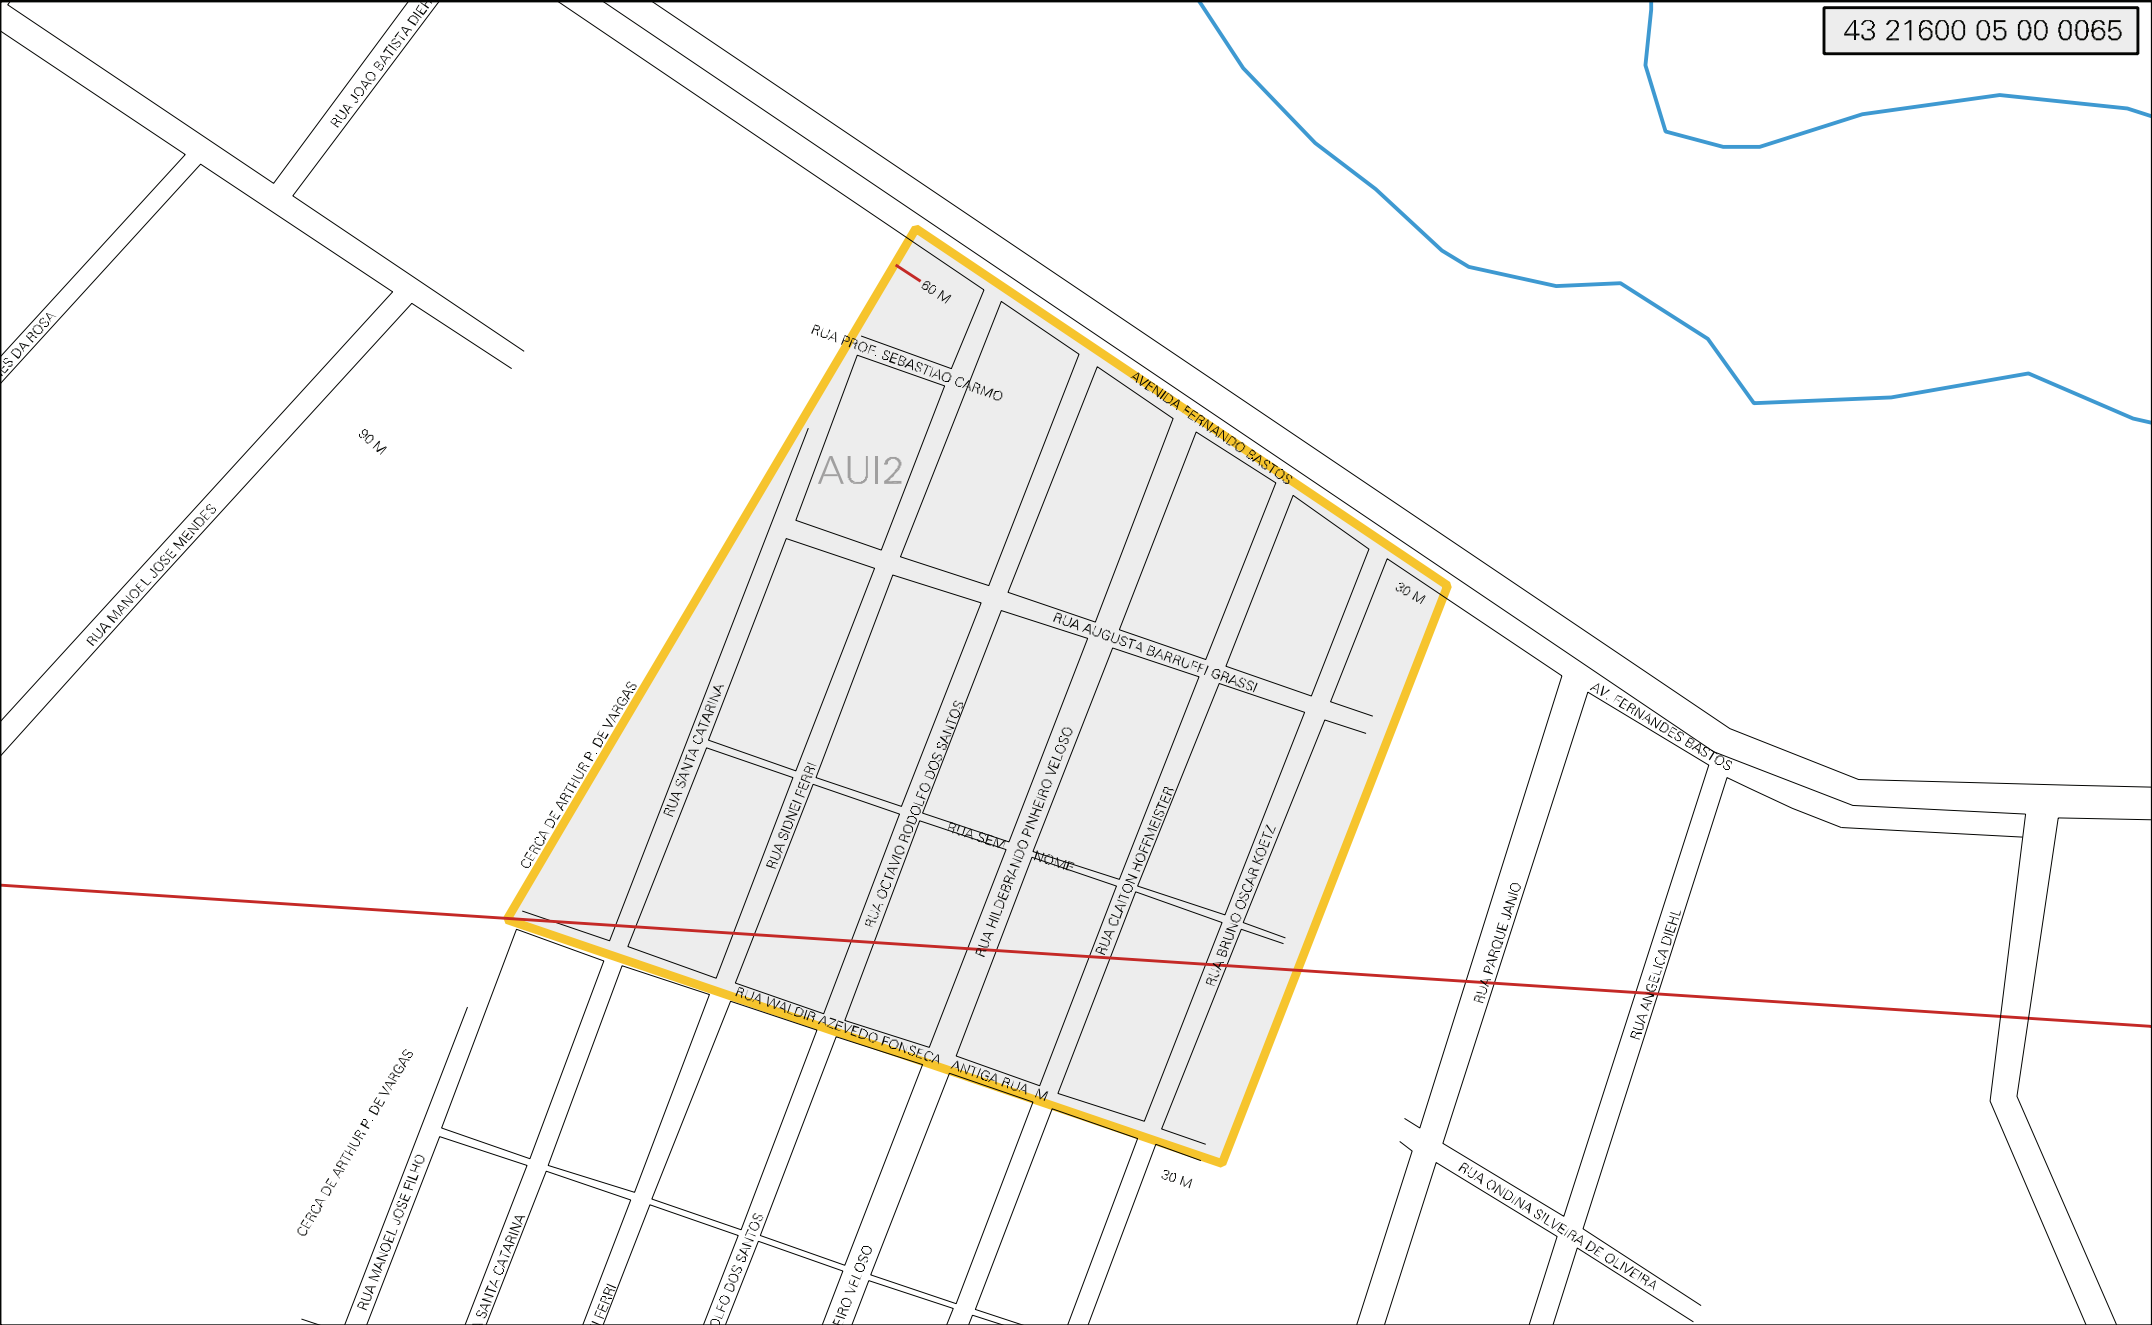 43 21600 05 00 0065
RUA JOAO BATISTA
60 M
ES DA ROSA
RUA PROF. SEBASTIAO CARMO
AVENIDA FERNANDO BASTOS
90 M
AUI2
RUA MANOEL JOSE MENDES
30 M
RUA AUGUSTA BARRUFFI GRASSI
AV. FERNANDES BASTOS
CERCA DE ARTHUR P. DE VARGAS
RUA SANTA CATARINA
RUA SIDNEI FERRI
RUA OCTAVIO RODOLFO DOS SANTOS
RUA HILDEBRANDO PINHEIRO VELOSO
RUA SEM NOME
RUA CLAITON HOFFMEISTER
RUA BRUNO OSCAR KOETZ
RUA PARQUE JANIO
RUA ANGELICA DIEHL
RUA WALDIR AZEVEDO FONSECA ANTIGA RUA M
CERCA DE ARTHUR P. DE VARGAS
30 M
RUA MANOEL JOSE FILHO
SANTA CATARINA
FERRI
OLFO DOS SANTOS
EIRO VELOSO
RUA ONDINA SILVEIRA DE OLIVEIRA